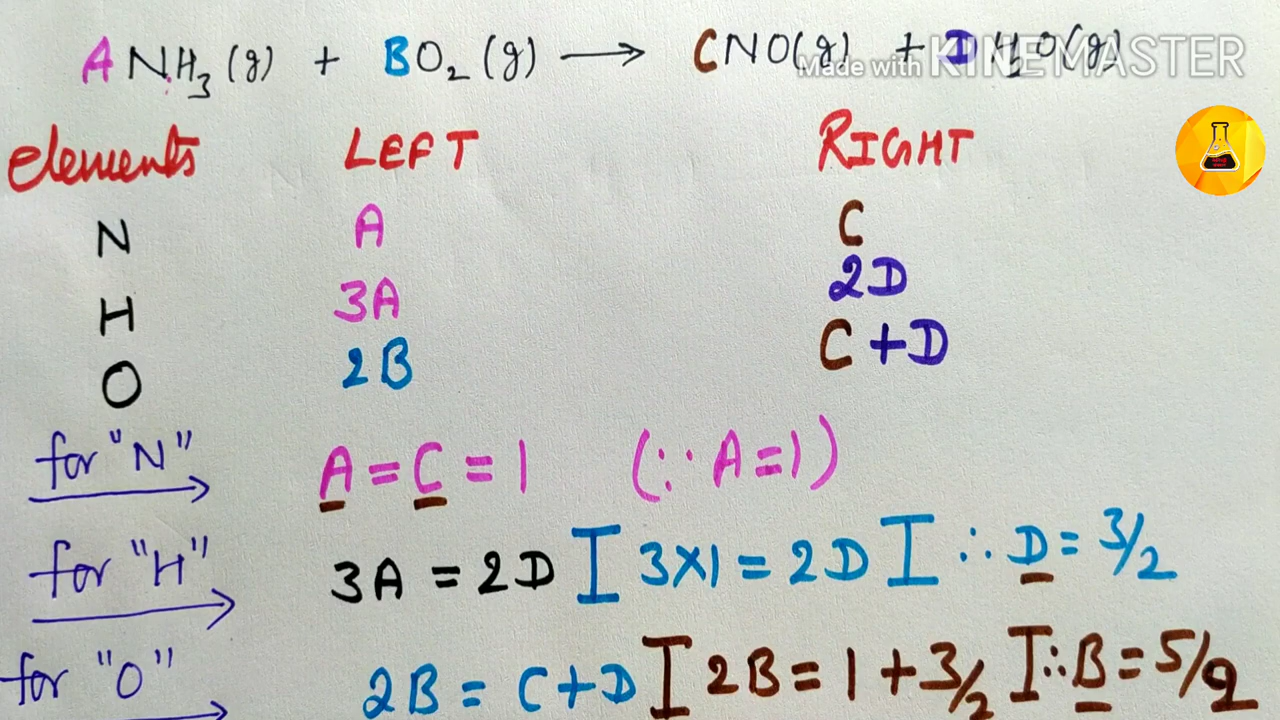 A NH₃ (g) + B O₂ (g) ⟶ C NO(g) + D H₂O(g)
Made with KINEMASTER
elements LEFT RIGHT
N A C
H 3A 2D
O 2B C+D
for "N" A = C = 1 (∵ A=1)
for "H" 3A = 2D I 3×1 = 2D I ∴ D = 3/2
for "O" 2B = C+D I 2B = 1 + 3/2 I ∴ B = 5/2